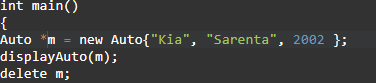 int main()
{
Auto *m = new Auto{"Kia", "Sarenta", 2002 };
displayAuto(m);
delete m;